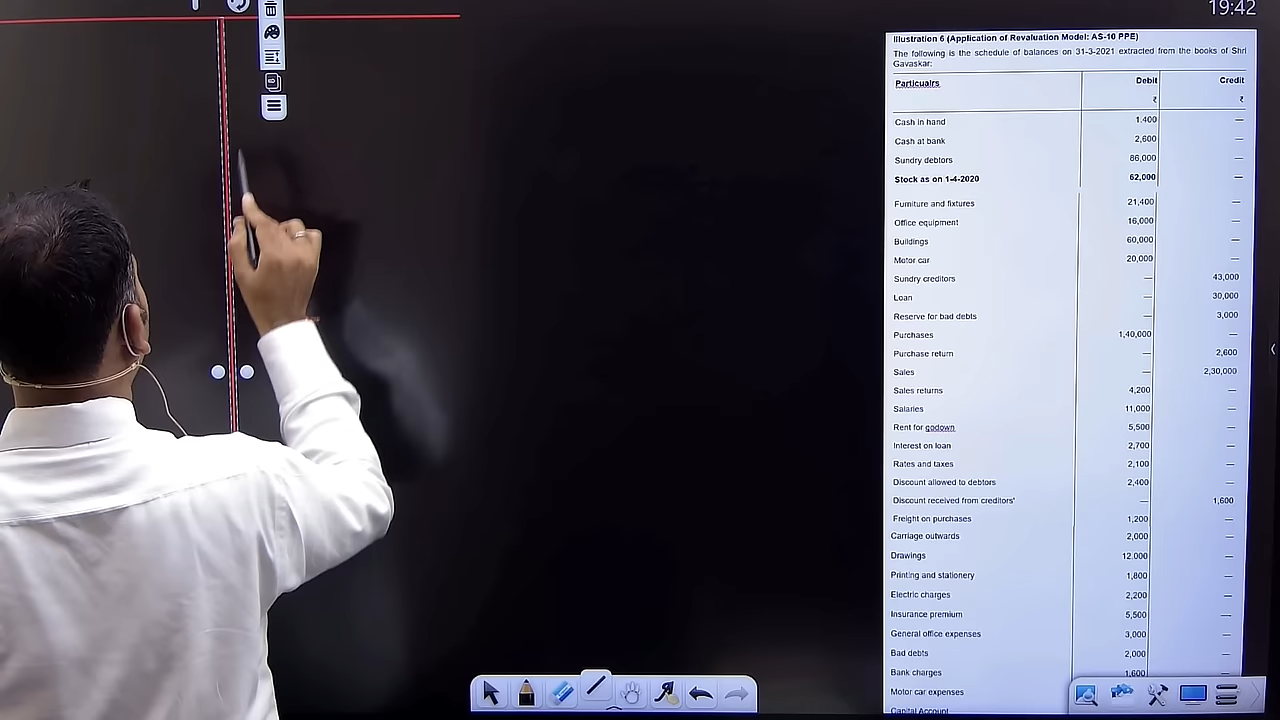 19:42
Illustration 6 (Application of Revaluation Model: AS-10 PPE)
The following is the schedule of balances on 31-3-2021 extracted from the books of Shri
Gavaskar:
Particuairs Debit Credit
₹ ₹
Cash in hand 1,400 —
Cash at bank 2,600 —
Sundry debtors 86,000 —
Stock as on 1-4-2020 62,000 —
Furniture and fixtures 21,400 —
Office equipment 16,000 —
Buildings 60,000 —
Motor car 20,000 —
Sundry creditors — 43,000
Loan — 30,000
Reserve for bad debts — 3,000
Purchases 1,40,000 —
Purchase return — 2,600
Sales — 2,30,000
Sales returns 4,200 —
Salaries 11,000 —
Rent for godown 5,500 —
Interest on loan 2,700 —
Rates and taxes 2,100 —
Discount allowed to debtors 2,400 —
Discount received from creditors' — 1,600
Freight on purchases 1,200 —
Carriage outwards 2,000 —
Drawings 12,000 —
Printing and stationery 1,800 —
Electric charges 2,200 —
Insurance premium 5,500 —
General office expenses 3,000 —
Bad debts 2,000 —
Bank charges 1,600
Motor car expenses
Capital Account